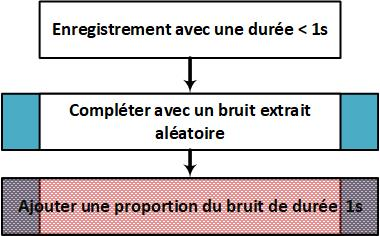 Enregistrement avec une durée < 1s
Compléter avec un bruit extrait
aléatoire
Ajouter une proportion du bruit de durée 1s